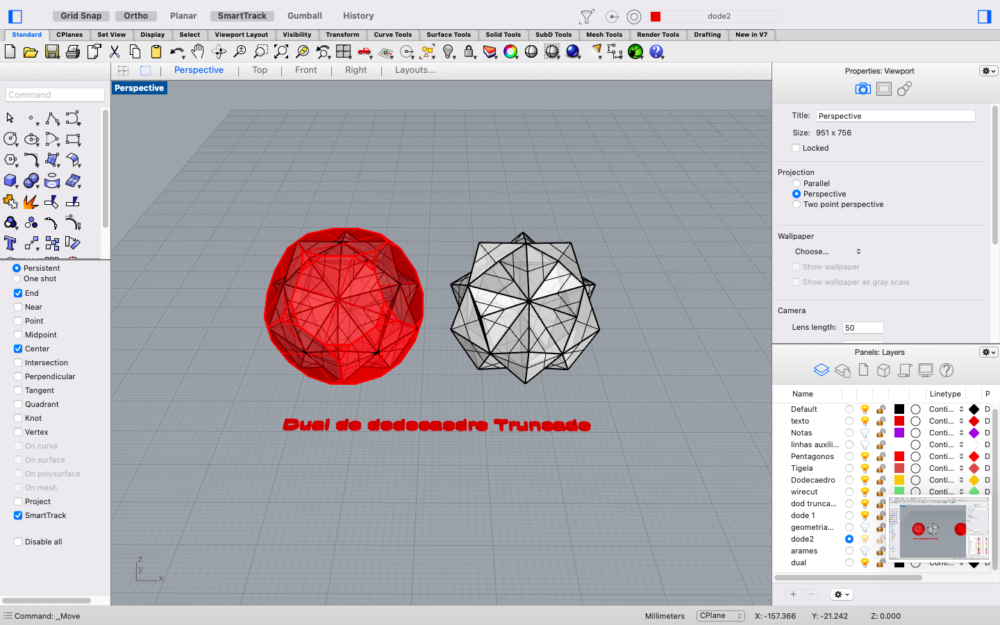 Grid Snap Ortho Planar SmartTrack Gumball History dode2
Standard CPlanes Set View Display Select Viewport Layout Visibility Transform Curve Tools Surface Tools Solid Tools SubD Tools Mesh Tools Render Tools Drafting New in V7
Perspective Top Front Right Layouts...
Perspective
Command
Persistent
One shot
End
Near
Point
Midpoint
Center
Intersection
Perpendicular
Tangent
Quadrant
Knot
Vertex
On curve
On surface
On polysurface
On mesh
Project
SmartTrack
Disable all
Dual de dodecaedro Truncado
z
y
x
Properties: Viewport
Title: Perspective
Size: 951 x 756
Locked
Projection
Parallel
Perspective
Two point perspective
Wallpaper
Choose...
Show wallpaper
Show wallpaper as gray scale
Camera
Lens length: 50
Panels: Layers
Name Linetype P
Default Conti... D
texto Conti... D
Notas Conti... D
linhas auxili... Conti... D
Pentagonos Conti... D
Tigela Conti... D
Dodecaedro Conti... D
wirecut Conti... D
dod trunca...
dode 1
geometria...
dode2
arames
dual Conti... D
Command: _Move
Millimeters CPlane X: -157.366 Y: -21.242 Z: 0.000